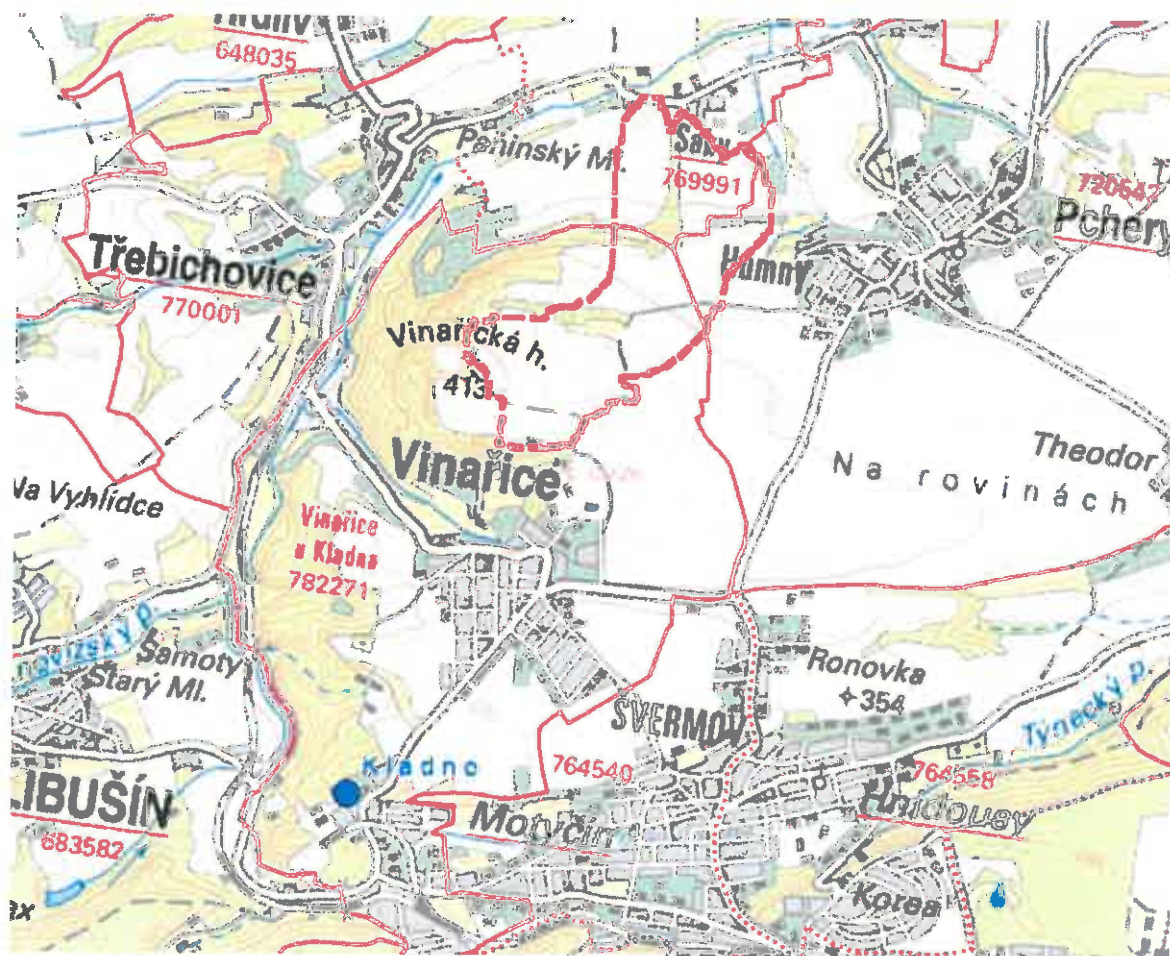 648035
Peninský M.
Saky
769991
720642
Pchery
Třebichovice
770001
Humny
Vinařická h.
413
Vinařice
Theodor
Na rovinách
Na Vyhlídce
Vinařice
u Kladna
782271
Samoty
Starý Ml.
Ronovka
354
Týnecký p.
ŠVERMOV
Kladno
764540
764558
LIBUŠÍN
683582
Motyčín
Hnidousy
Korea